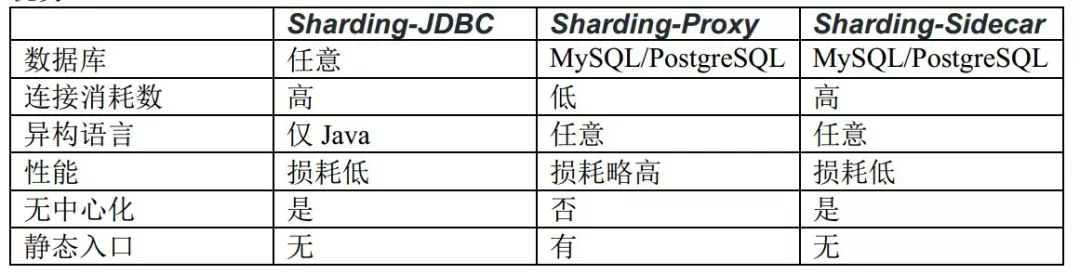 Sharding-JDBC Sharding-Proxy Sharding-Sidecar
数据库 任意 MySQL/PostgreSQL MySQL/PostgreSQL
连接消耗数 高 低 高
异构语言 仅 Java 任意 任意
性能 损耗低 损耗略高 损耗低
无中心化 是 否 是
静态入口 无 有 无